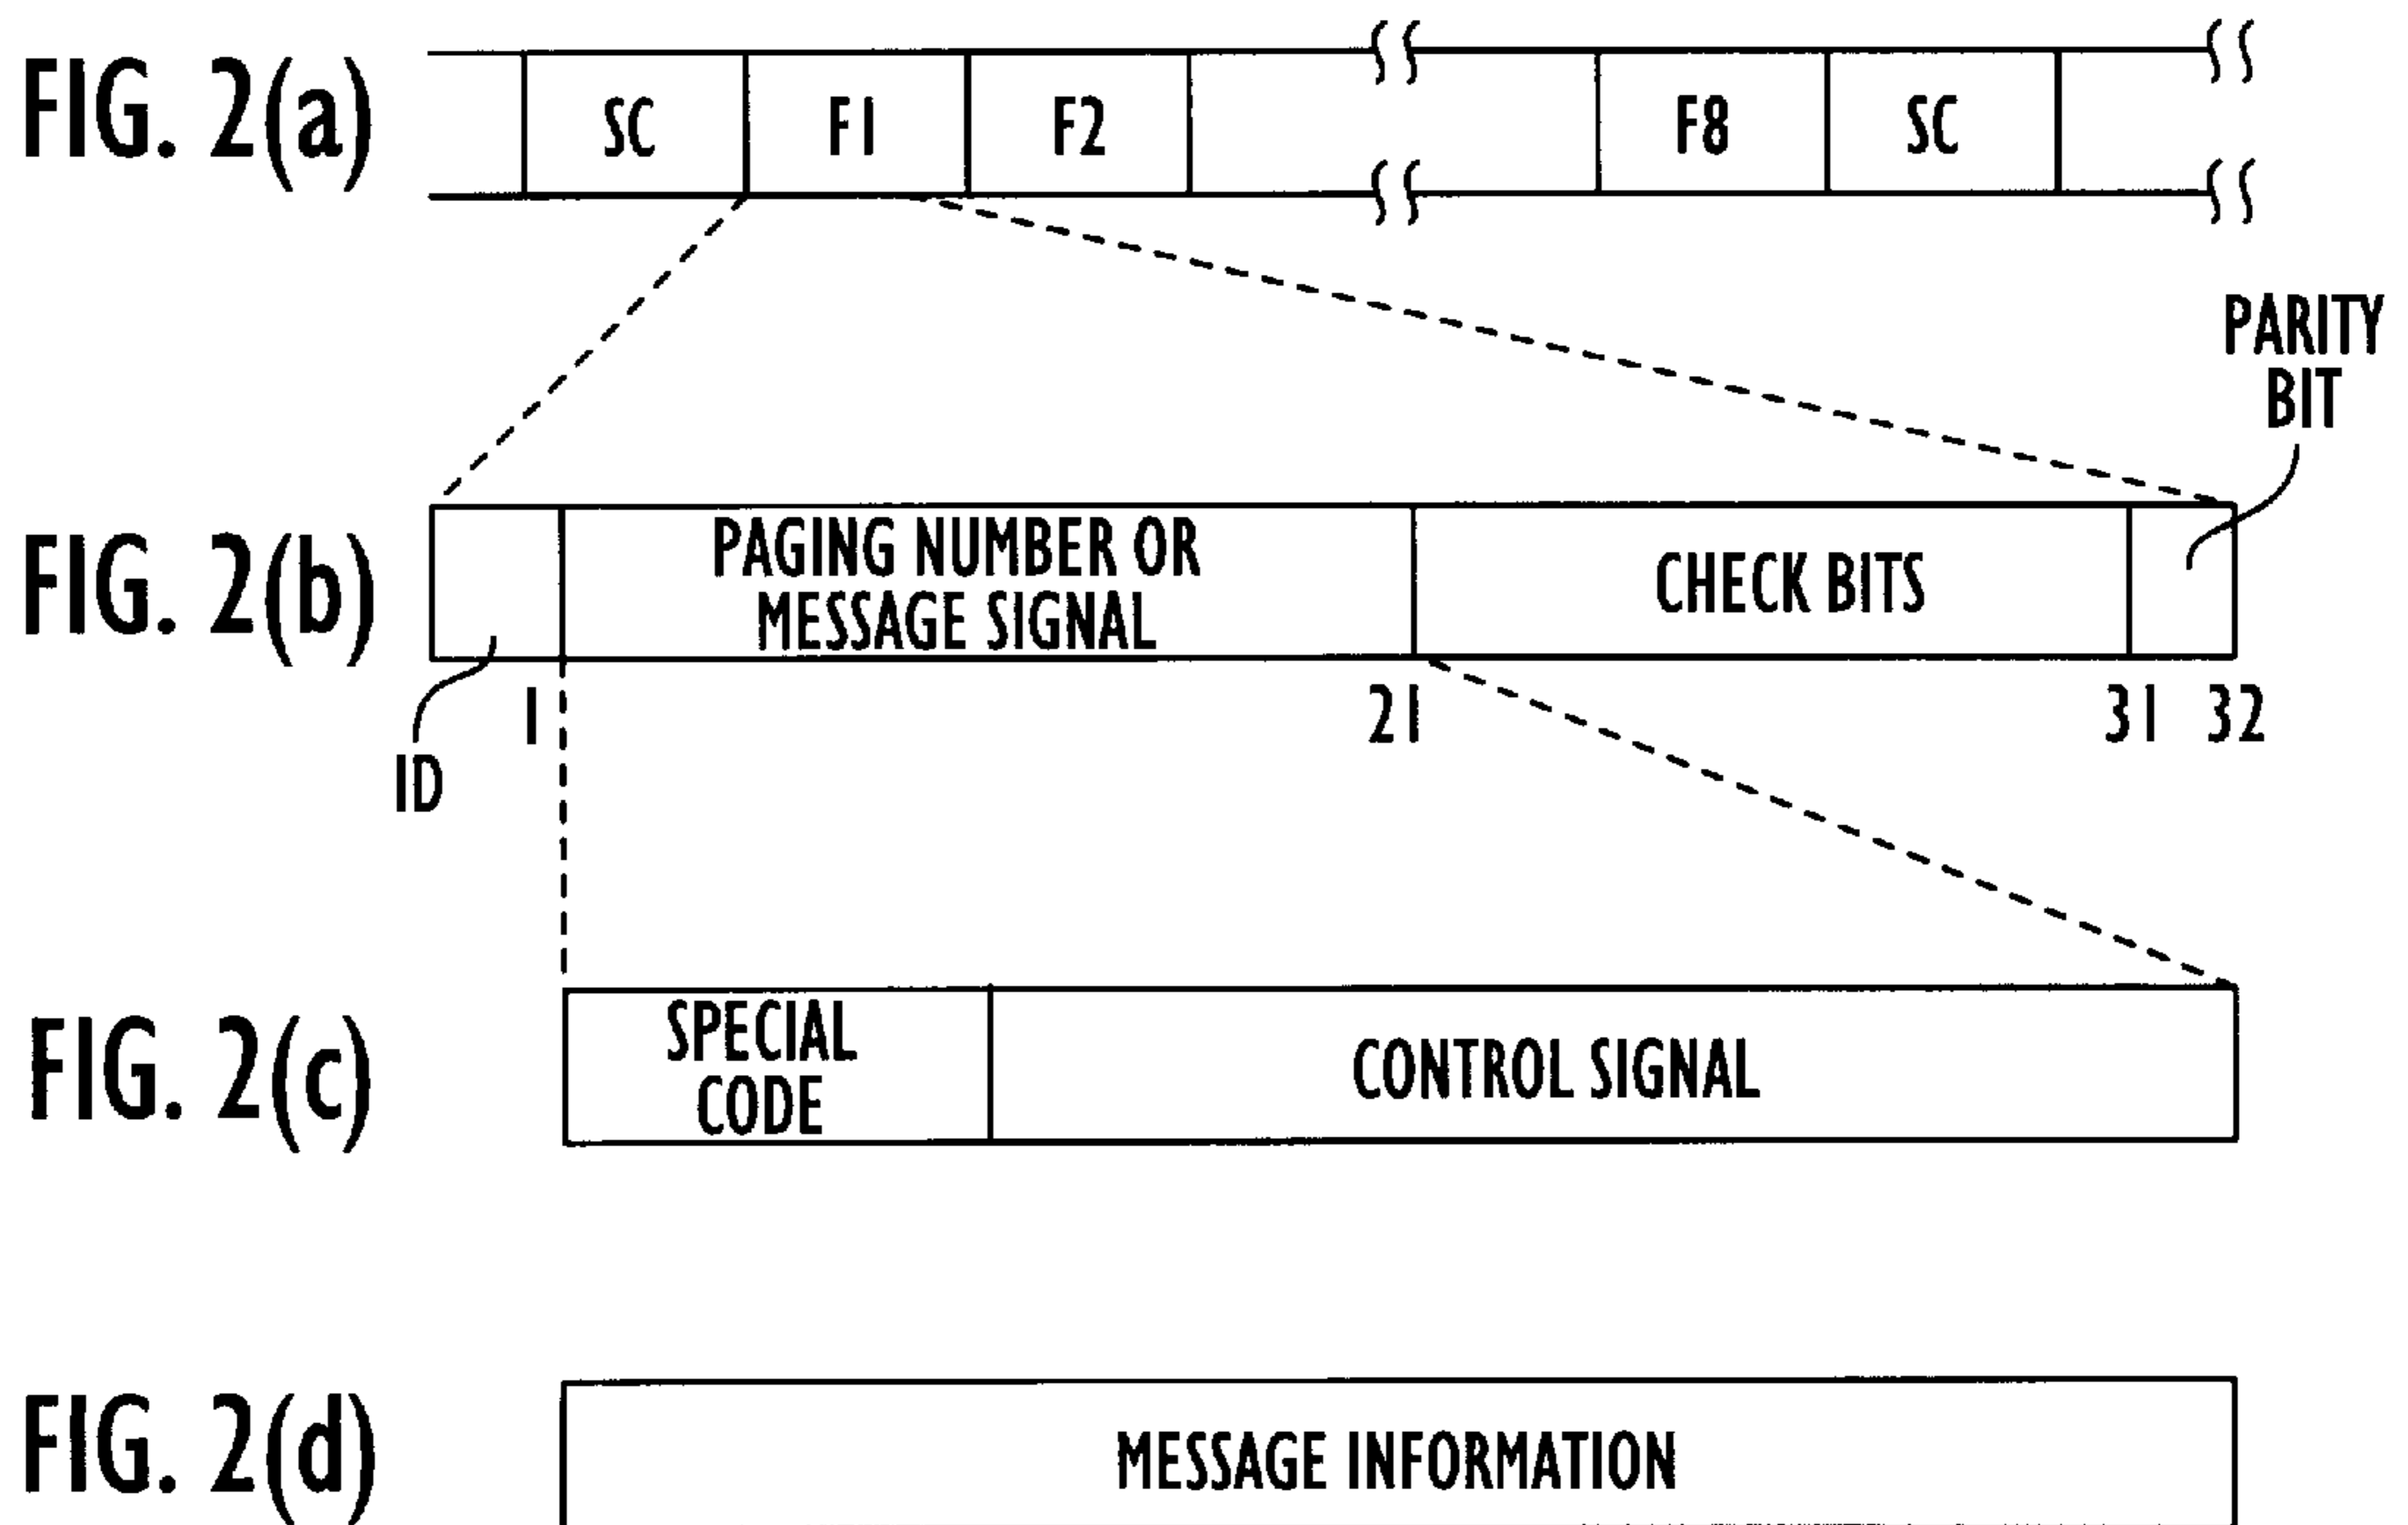 FIG. 2(a)
SC F1 F2 F8 SC
PARITY
BIT
FIG. 2(b)
PAGING NUMBER OR
MESSAGE SIGNAL
CHECK BITS
1 21 31 32
ID
FIG. 2(c)
SPECIAL
CODE
CONTROL SIGNAL
FIG. 2(d)
MESSAGE INFORMATION